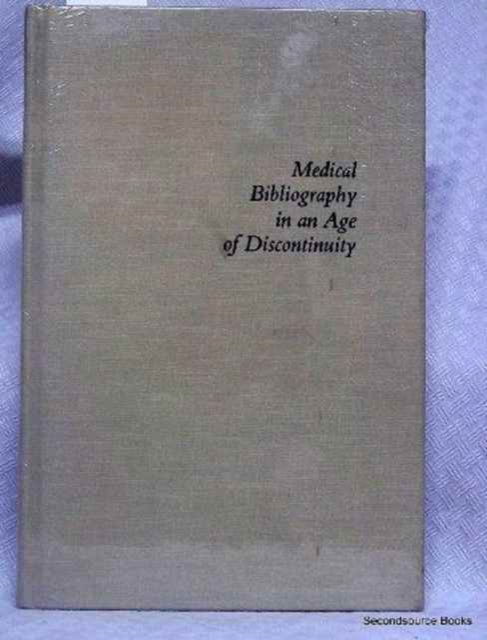 Medical
Bibliography
in an Age
of Discontinuity
Secondsource Books